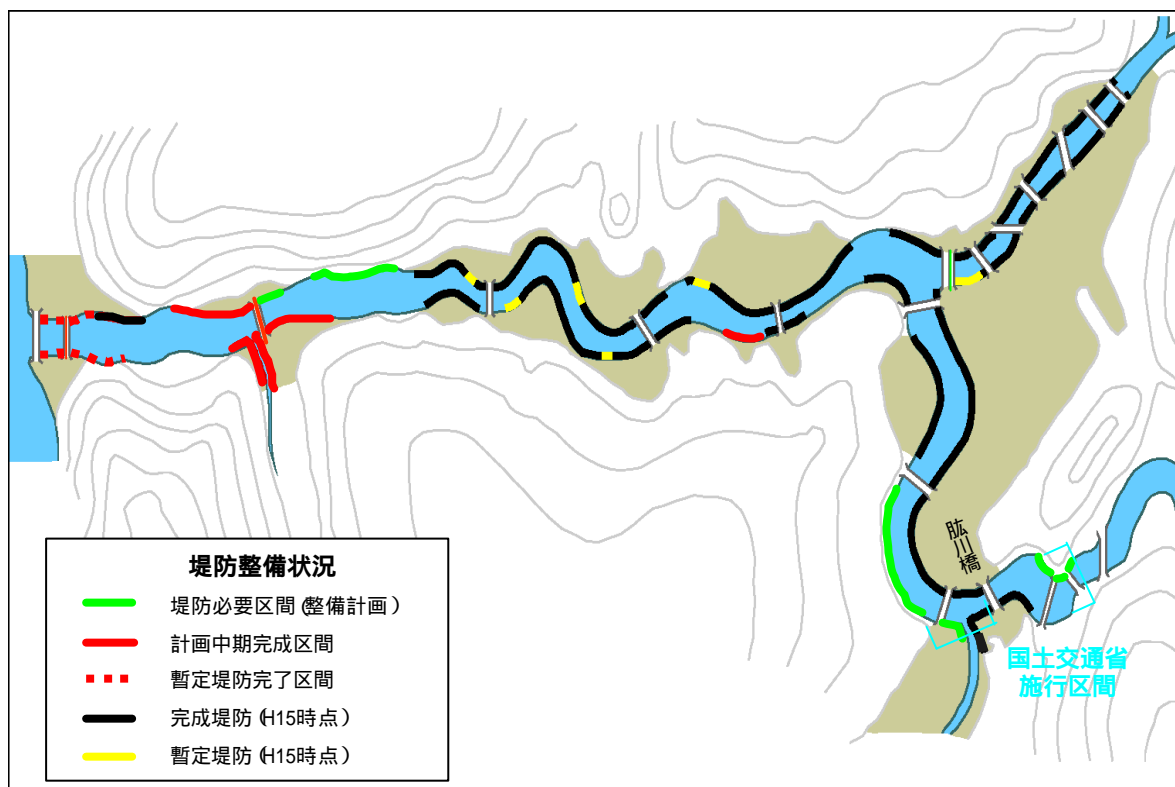 肱川橋
国土交通省
施行区間
堤防整備状況
堤防必要区間(整備計画)
計画中期完成区間
暫定堤防完了区間
完成堤防(H15時点)
暫定堤防(H15時点)